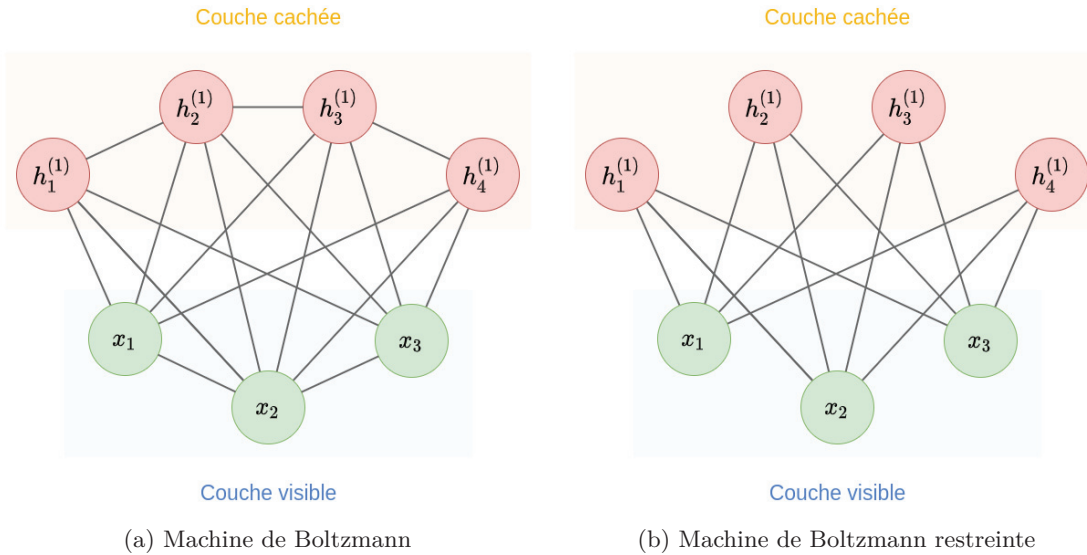 Couche cachée
h_2^{(1)} h_3^{(1)}
h_1^{(1)} h_4^{(1)}
x_1 x_3
x_2
Couche visible
(a) Machine de Boltzmann
Couche cachée
h_2^{(1)} h_3^{(1)}
h_1^{(1)} h_4^{(1)}
x_1 x_3
x_2
Couche visible
(b) Machine de Boltzmann restreinte